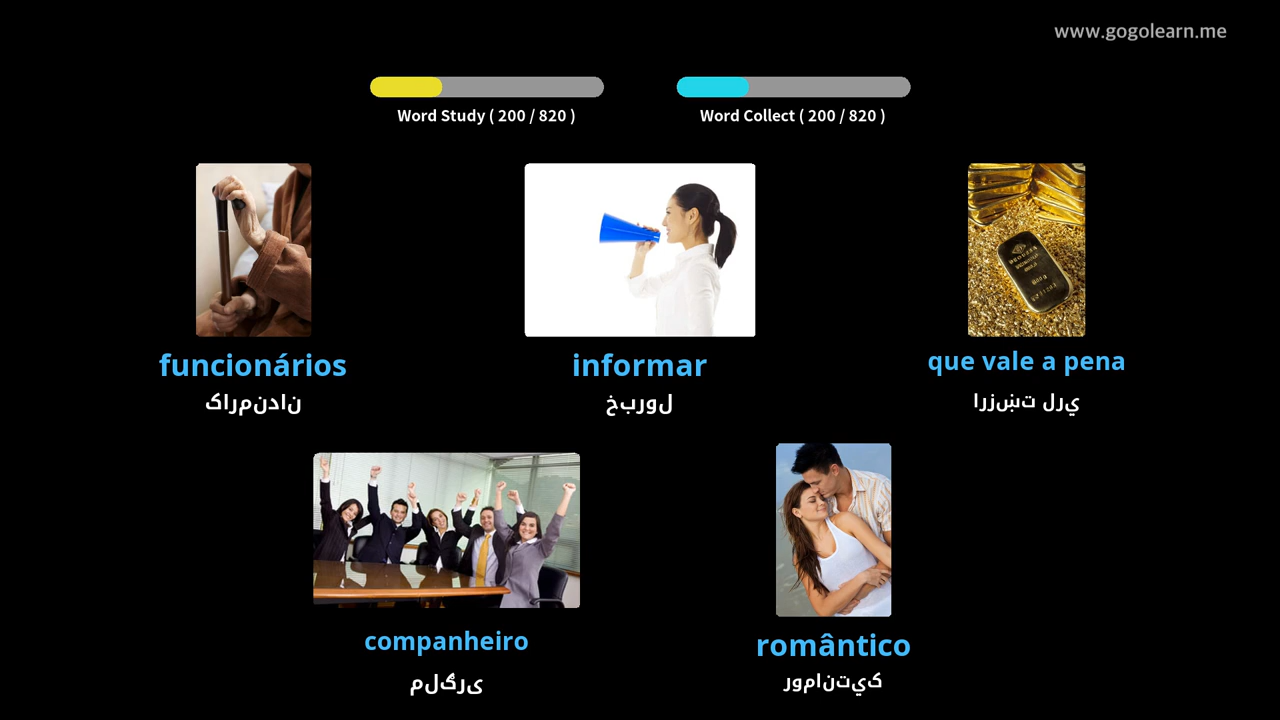 www.gogolearn.me
Word Study ( 200 / 820 )
Word Collect ( 200 / 820 )
funcionários
کارمندان
informar
خبرول
que vale a pena
ارزښت لري
companheiro
ملګری
romântico
رومانتيک